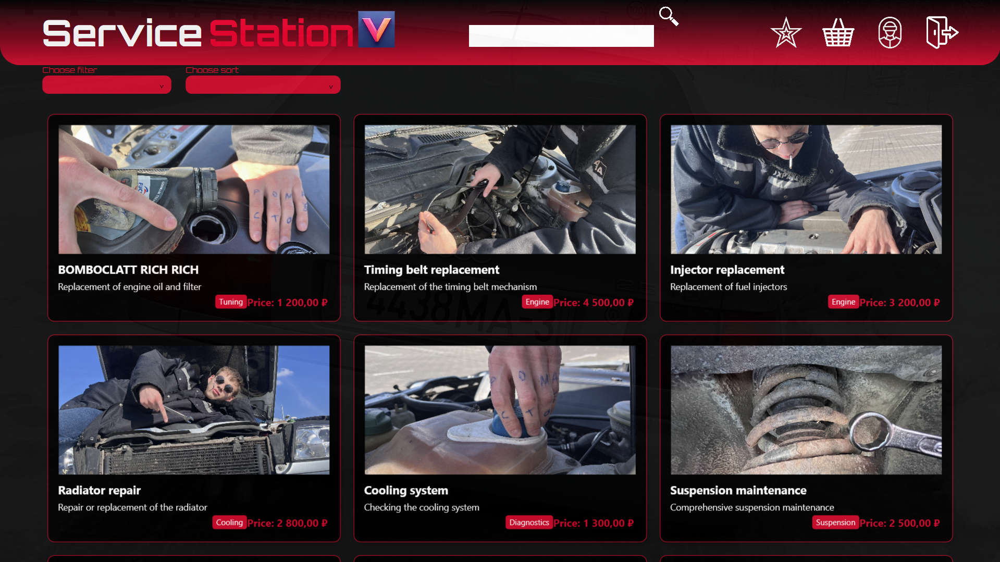 Service Station V
Choose filter
Choose sort
BOMBOCLATT RICH RICH
Replacement of engine oil and filter
Tuning Price: 1 200,00 ₽
Timing belt replacement
Replacement of the timing belt mechanism
Engine Price: 4 500,00 ₽
Injector replacement
Replacement of fuel injectors
Engine Price: 3 200,00 ₽
4438 MA-3
Radiator repair
Repair or replacement of the radiator
Cooling Price: 2 800,00 ₽
Р О М А
С Т О
Cooling system
Checking the cooling system
Diagnostics Price: 1 300,00 ₽
Suspension maintenance
Comprehensive suspension maintenance
Suspension Price: 2 500,00 ₽